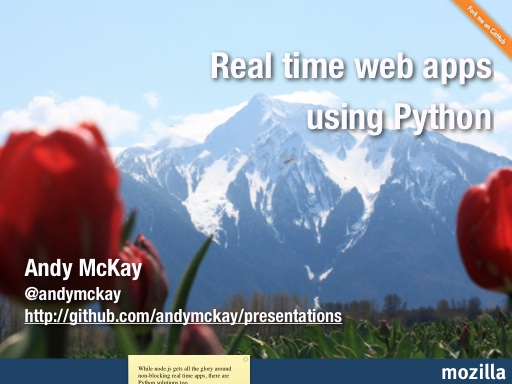 Fork me on GitHub
Real time web apps
using Python
Andy McKay
@andymckay
http://github.com/andymckay/presentations
While node.js gets all the glory around
non-blocking real time apps, there are
Python solutions too
mozilla